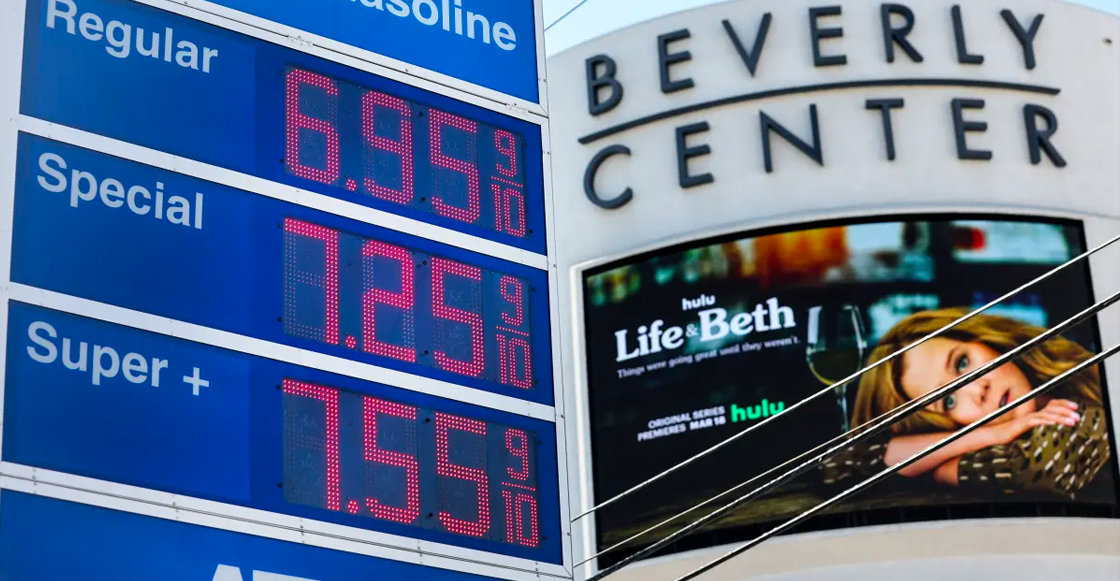 Gasoline
Regular
6.95 9/10
Special
7.25 9/10
Super +
7.55 9/10
BEVERLY
CENTER
hulu
Life & Beth
Things were going great until they weren't.
ORIGINAL SERIES
PREMIERES MAR 18
hulu